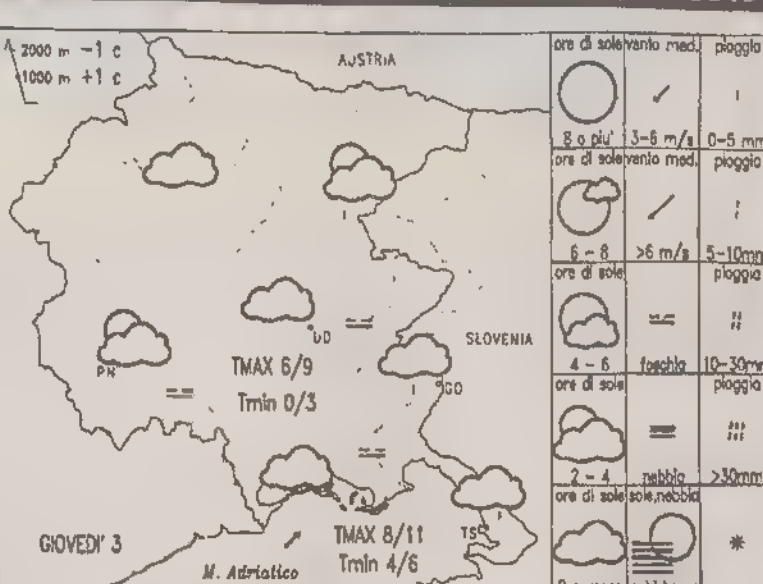 2000 m -1 c
1000 m +1 c
AUSTRIA
SLOVENIA
PN
UD
TMAX 6/9
Tmin 0/3
GO
TS
TMAX 8/11
Tmin 4/6
GIOVEDI' 3
M. Adriatico
ore di sole vento med. pioggia
8 o piu' 3-6 m/s 0-5 mm
ore di sole vento med. pioggia
6 - 8 >6 m/s 5-10mm
ore di sole pioggia
4 - 6 foschia 10-30mm
ore di sole pioggia
2 - 4 nebbia >30mm
ore di sole sole,nebbia